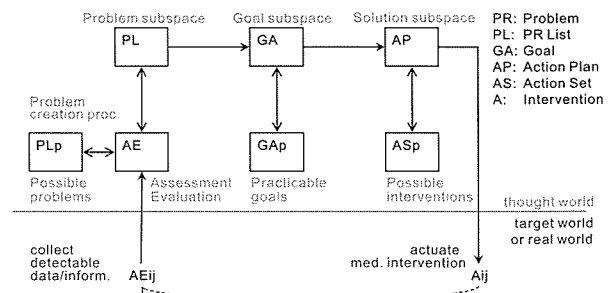 Problem subspace
Goal subspace
Solution subspace
PR: Problem
PL: PR List
GA: Goal
AP: Action Plan
AS: Action Set
A: Intervention
PL
GA
AP
Problem
creation proc.
PLp
AE
GAp
ASp
Possible
problems
Assessment
Evaluation
Practicable
goals
Possible
interventions
thought world
target world
or real world
collect
detectable
data/inform.
AEij
actuate
med. intervention
Aij